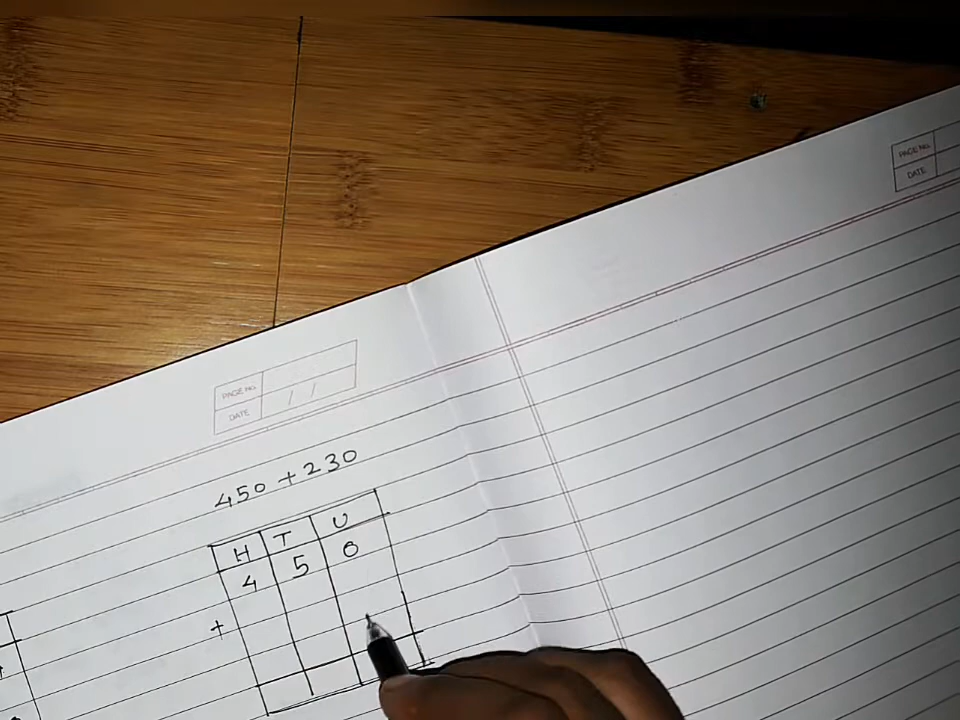 PAGE NO.
DATE
PAGE NO.
DATE / /
450 + 230
H T U
4 5 0
+